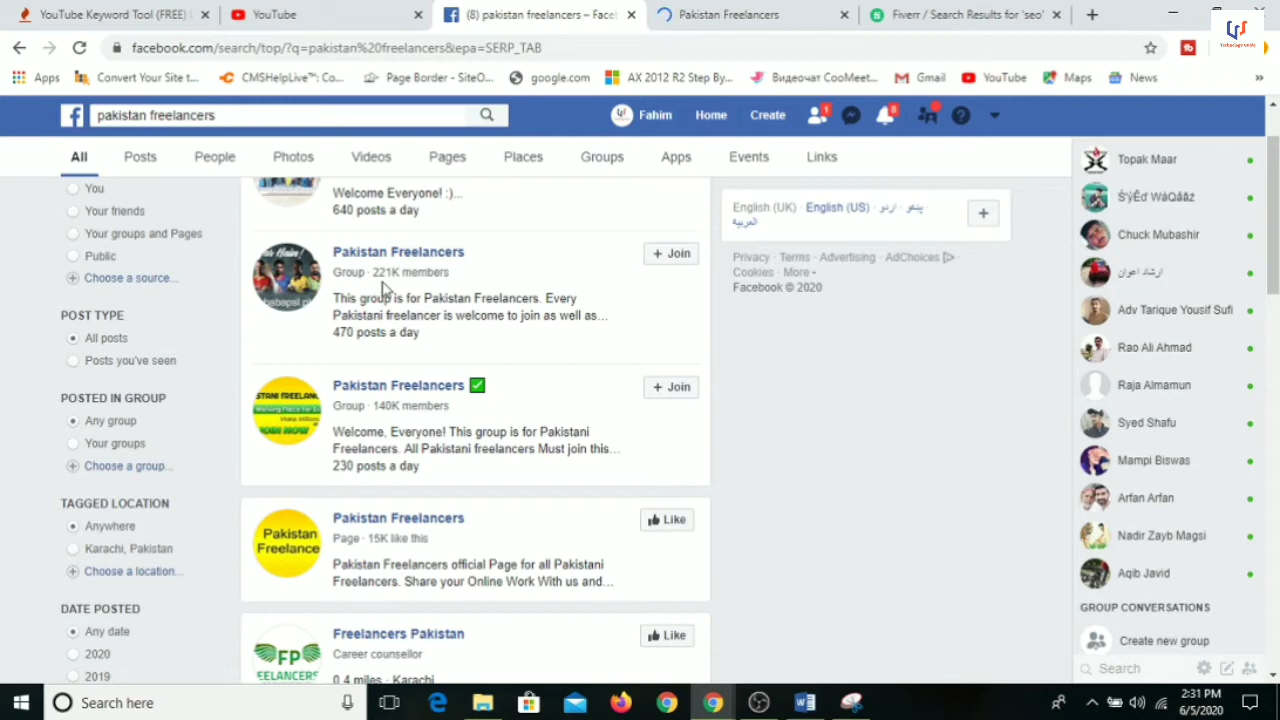 YouTube Keyword Tool (FREE)
YouTube
(8) pakistan freelancers – Face
Pakistan Freelancers
Fiverr / Search Results for 'seo'
facebook.com/search/top/?q=pakistan%20freelancers&epa=SERP_TAB
Apps
Convert Your Site t...
CMSHelpLive™: Co...
Page Border - SiteO...
google.com
AX 2012 R2 Step By...
Видеочат CooMeet...
Gmail
YouTube
Maps
News
pakistan freelancers
Fahim
Home
Create
1
8
All
Posts
People
Photos
Videos
Pages
Places
Groups
Apps
Events
Links
You
Your friends
Your groups and Pages
Public
Choose a source...
POST TYPE
All posts
Posts you've seen
POSTED IN GROUP
Any group
Your groups
Choose a group...
TAGGED LOCATION
Anywhere
Karachi, Pakistan
Choose a location...
DATE POSTED
Any date
2020
2019
Welcome Everyone! :)...
640 posts a day
Pakistan Freelancers
Group · 221K members
This group is for Pakistan Freelancers. Every
Pakistani freelancer is welcome to join as well as...
470 posts a day
+ Join
Pakistan Freelancers
Group · 140K members
Welcome, Everyone! This group is for Pakistani
Freelancers. All Pakistani freelancers Must join this...
230 posts a day
+ Join
Pakistan Freelancers
Page · 15K like this
Pakistan Freelancers official Page for all Pakistani
Freelancers. Share your Online Work With us and...
Like
Pakistan
Freelance
Freelancers Pakistan
Career counsellor
0.4 miles · Karachi
Like
FP
EELANCERS
English (UK) · English (US) · اردو · پښتو ·
العربية
Privacy · Terms · Advertising · AdChoices ·
Cookies · More
Facebook © 2020
Topak Maar
Chuck Mubashir
ارشاد اعوان
Adv Tarique Yousif Sufi
Rao Ali Ahmad
Raja Almamun
Syed Shafu
Mampi Biswas
Arfan Arfan
Nadir Zayb Magsi
Aqib Javid
GROUP CONVERSATIONS
Create new group
Search
Search here
2:31 PM
6/5/2020